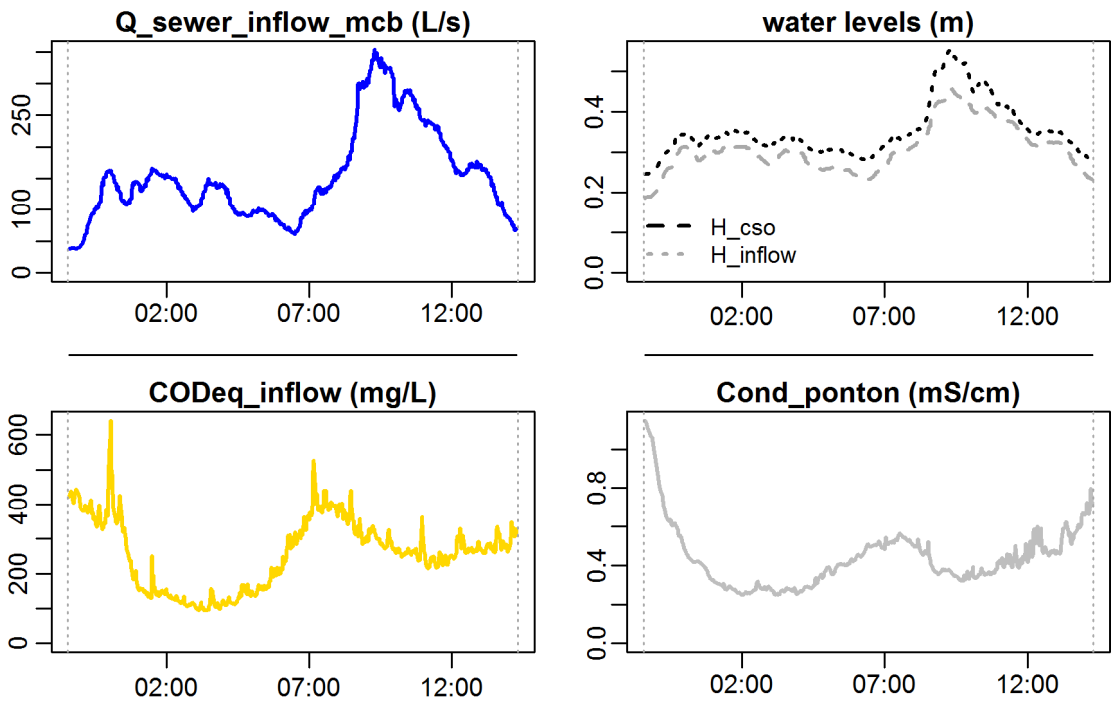 Q_sewer_inflow_mcb (L/s)
250
100
0
02:00 07:00 12:00
water levels (m)
0.4
0.2
0.0
H_cso
H_inflow
02:00 07:00 12:00
CODeq_inflow (mg/L)
600
400
200
0
02:00 07:00 12:00
Cond_ponton (mS/cm)
0.8
0.4
0.0
02:00 07:00 12:00